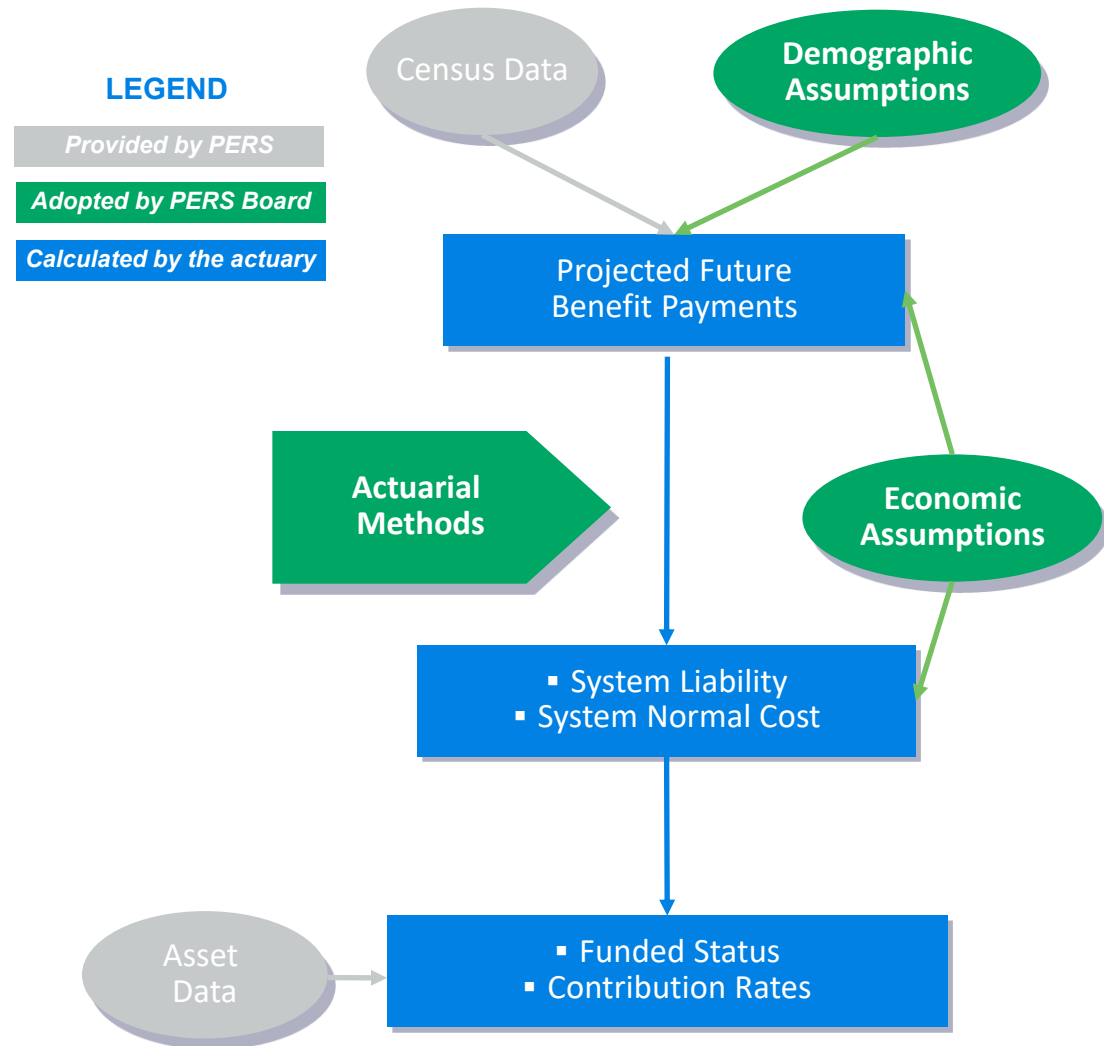 LEGEND
Provided by PERS
Adopted by PERS Board
Calculated by the actuary
Census Data
Demographic
Assumptions
Projected Future
Benefit Payments
Actuarial
Methods
Economic
Assumptions
▪ System Liability
▪ System Normal Cost
Asset
Data
▪ Funded Status
▪ Contribution Rates